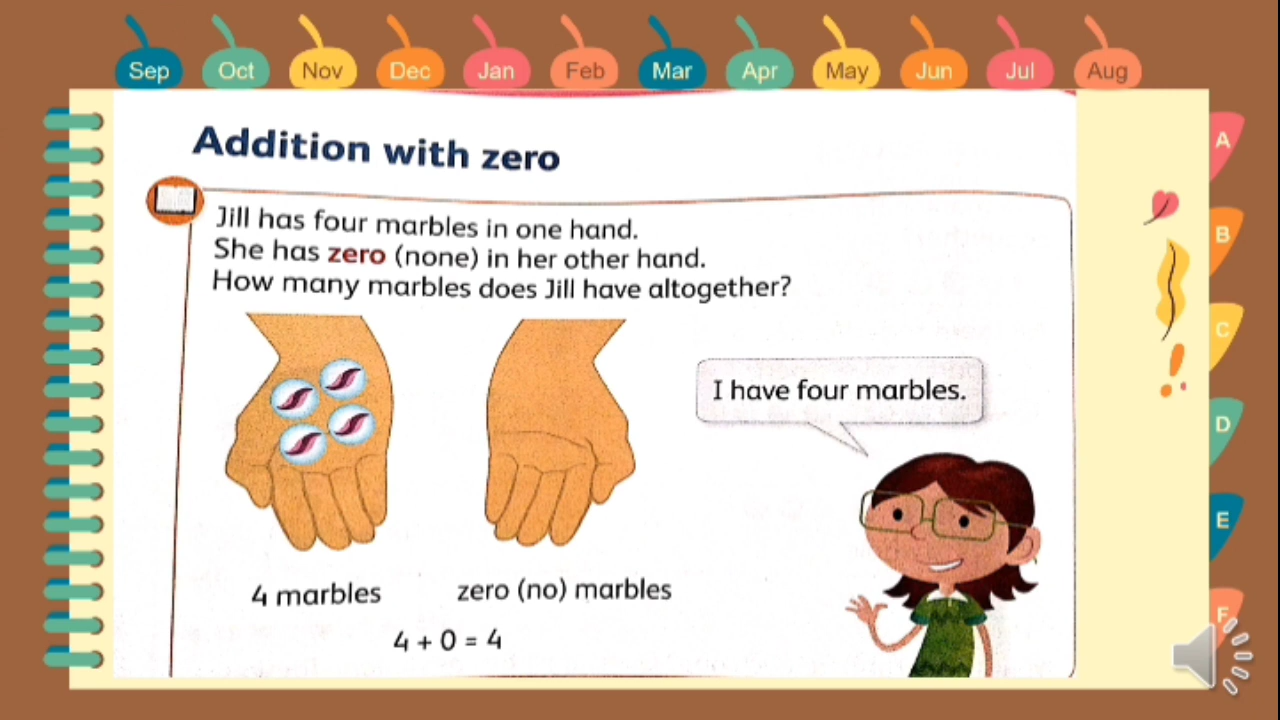 Sep Oct Nov Dec Jan Feb Mar Apr May Jun Jul Aug
Addition with zero
Jill has four marbles in one hand.
She has zero (none) in her other hand.
How many marbles does Jill have altogether?
I have four marbles.
4 marbles
zero (no) marbles
4 + 0 = 4
A
B
C
D
E
F